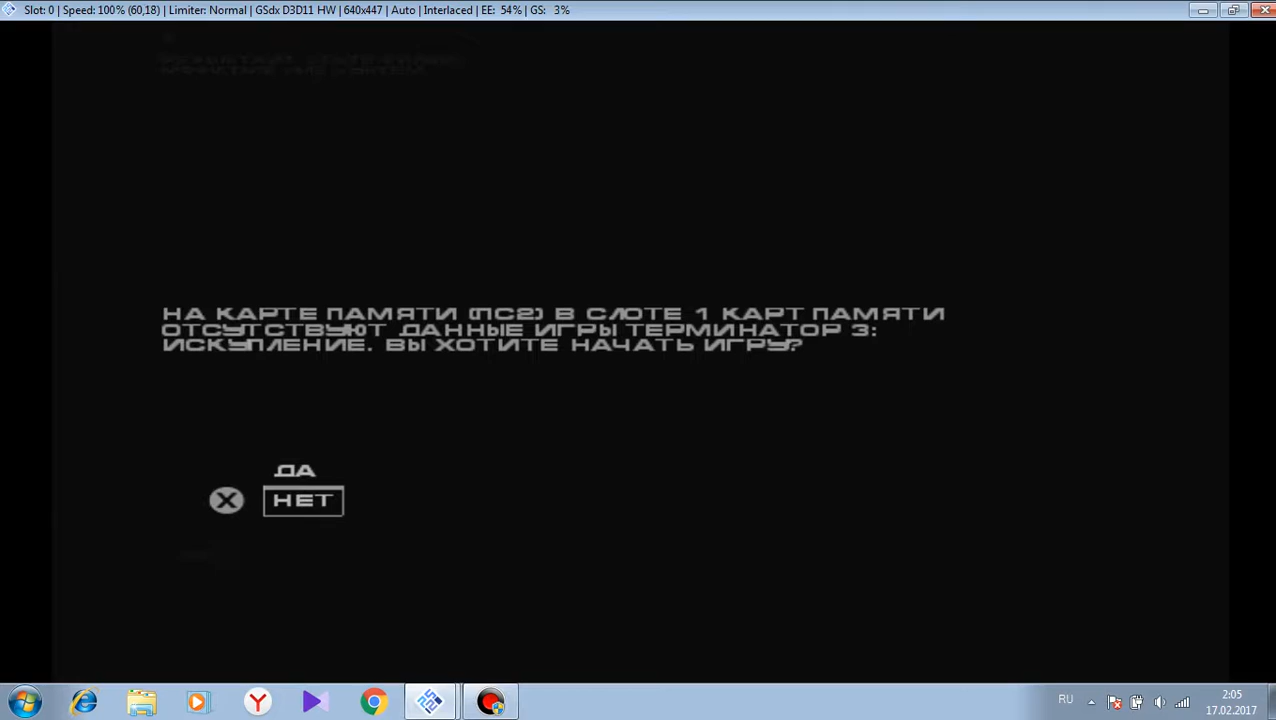 Slot: 0 | Speed: 100% (60,18) | Limiter: Normal | GSdx D3D11 HW | 640x447 | Auto | Interlaced | EE: 54% | GS: 3%
НА КАРТЕ ПАМЯТИ (ПС2) В СЛОТЕ 1 КАРТ ПАМЯТИ
ОТСУТСТВУЮТ ДАННЫЕ ИГРЫ ТЕРМИНАТОР 3:
ИСКУПЛЕНИЕ. ВЫ ХОТИТЕ НАЧАТЬ ИГРУ?
ДА
НЕТ
RU
2:05
17.02.2017